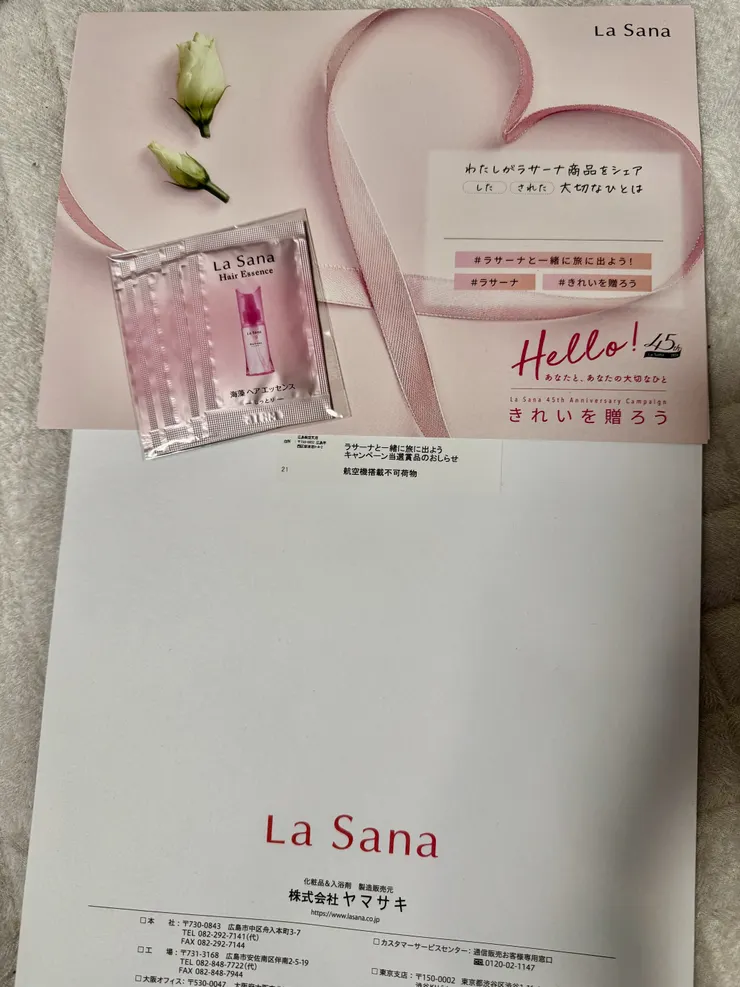 La Sana
わたしがラサーナ商品をシェア
した された 大切なひとは
#ラサーナと一緒に旅に出よう!
#ラサーナ #きれいを贈ろう
Hello! 45th
あなたと、あなたの大切なひと
La Sana 45th Anniversary Campaign
きれいを贈ろう
La Sana
Hair Essence
La Sana
海藻 ヘア エッセンス
しっとり
ラサーナと一緒に旅に出よう
キャンペーン当選賞品のおしらせ
21 航空機搭載不可荷物
La Sana
化粧品&入浴剤 製造販売元
株式会社 ヤマサキ
https://www.lasana.co.jp
□本 社:〒730-0843 広島市中区舟入本町3-7
TEL 082-292-7141(代)
FAX 082-292-7144
□工 場:〒731-3168 広島市安佐南区伴南2-5-19
TEL 082-848-7722(代)
FAX 082-848-7944
□大阪オフィス:〒530-0047 大阪府大阪市
□カスタマーサービスセンター:通信販売お客様専用窓口
0120-02-1147
□東京支店:〒150-0002 東京都渋谷区渋谷